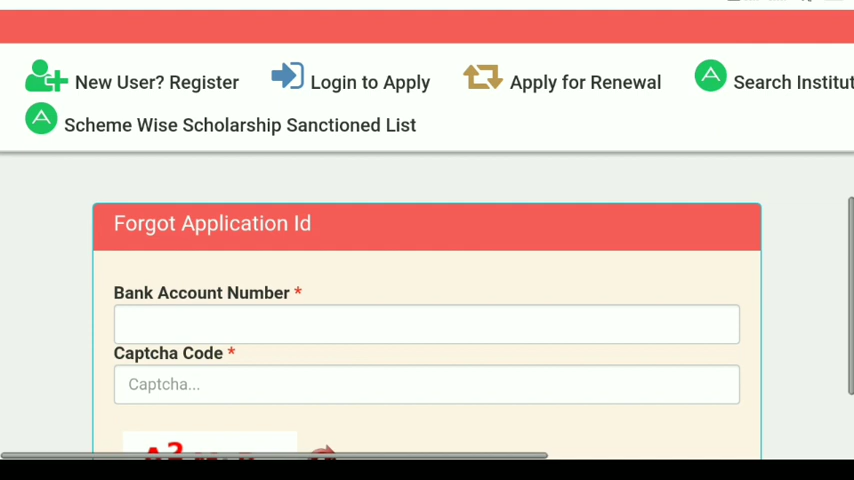 New User? Register Login to Apply Apply for Renewal Search Institut
Scheme Wise Scholarship Sanctioned List
Forgot Application Id
Bank Account Number *
Captcha Code *
Captcha...